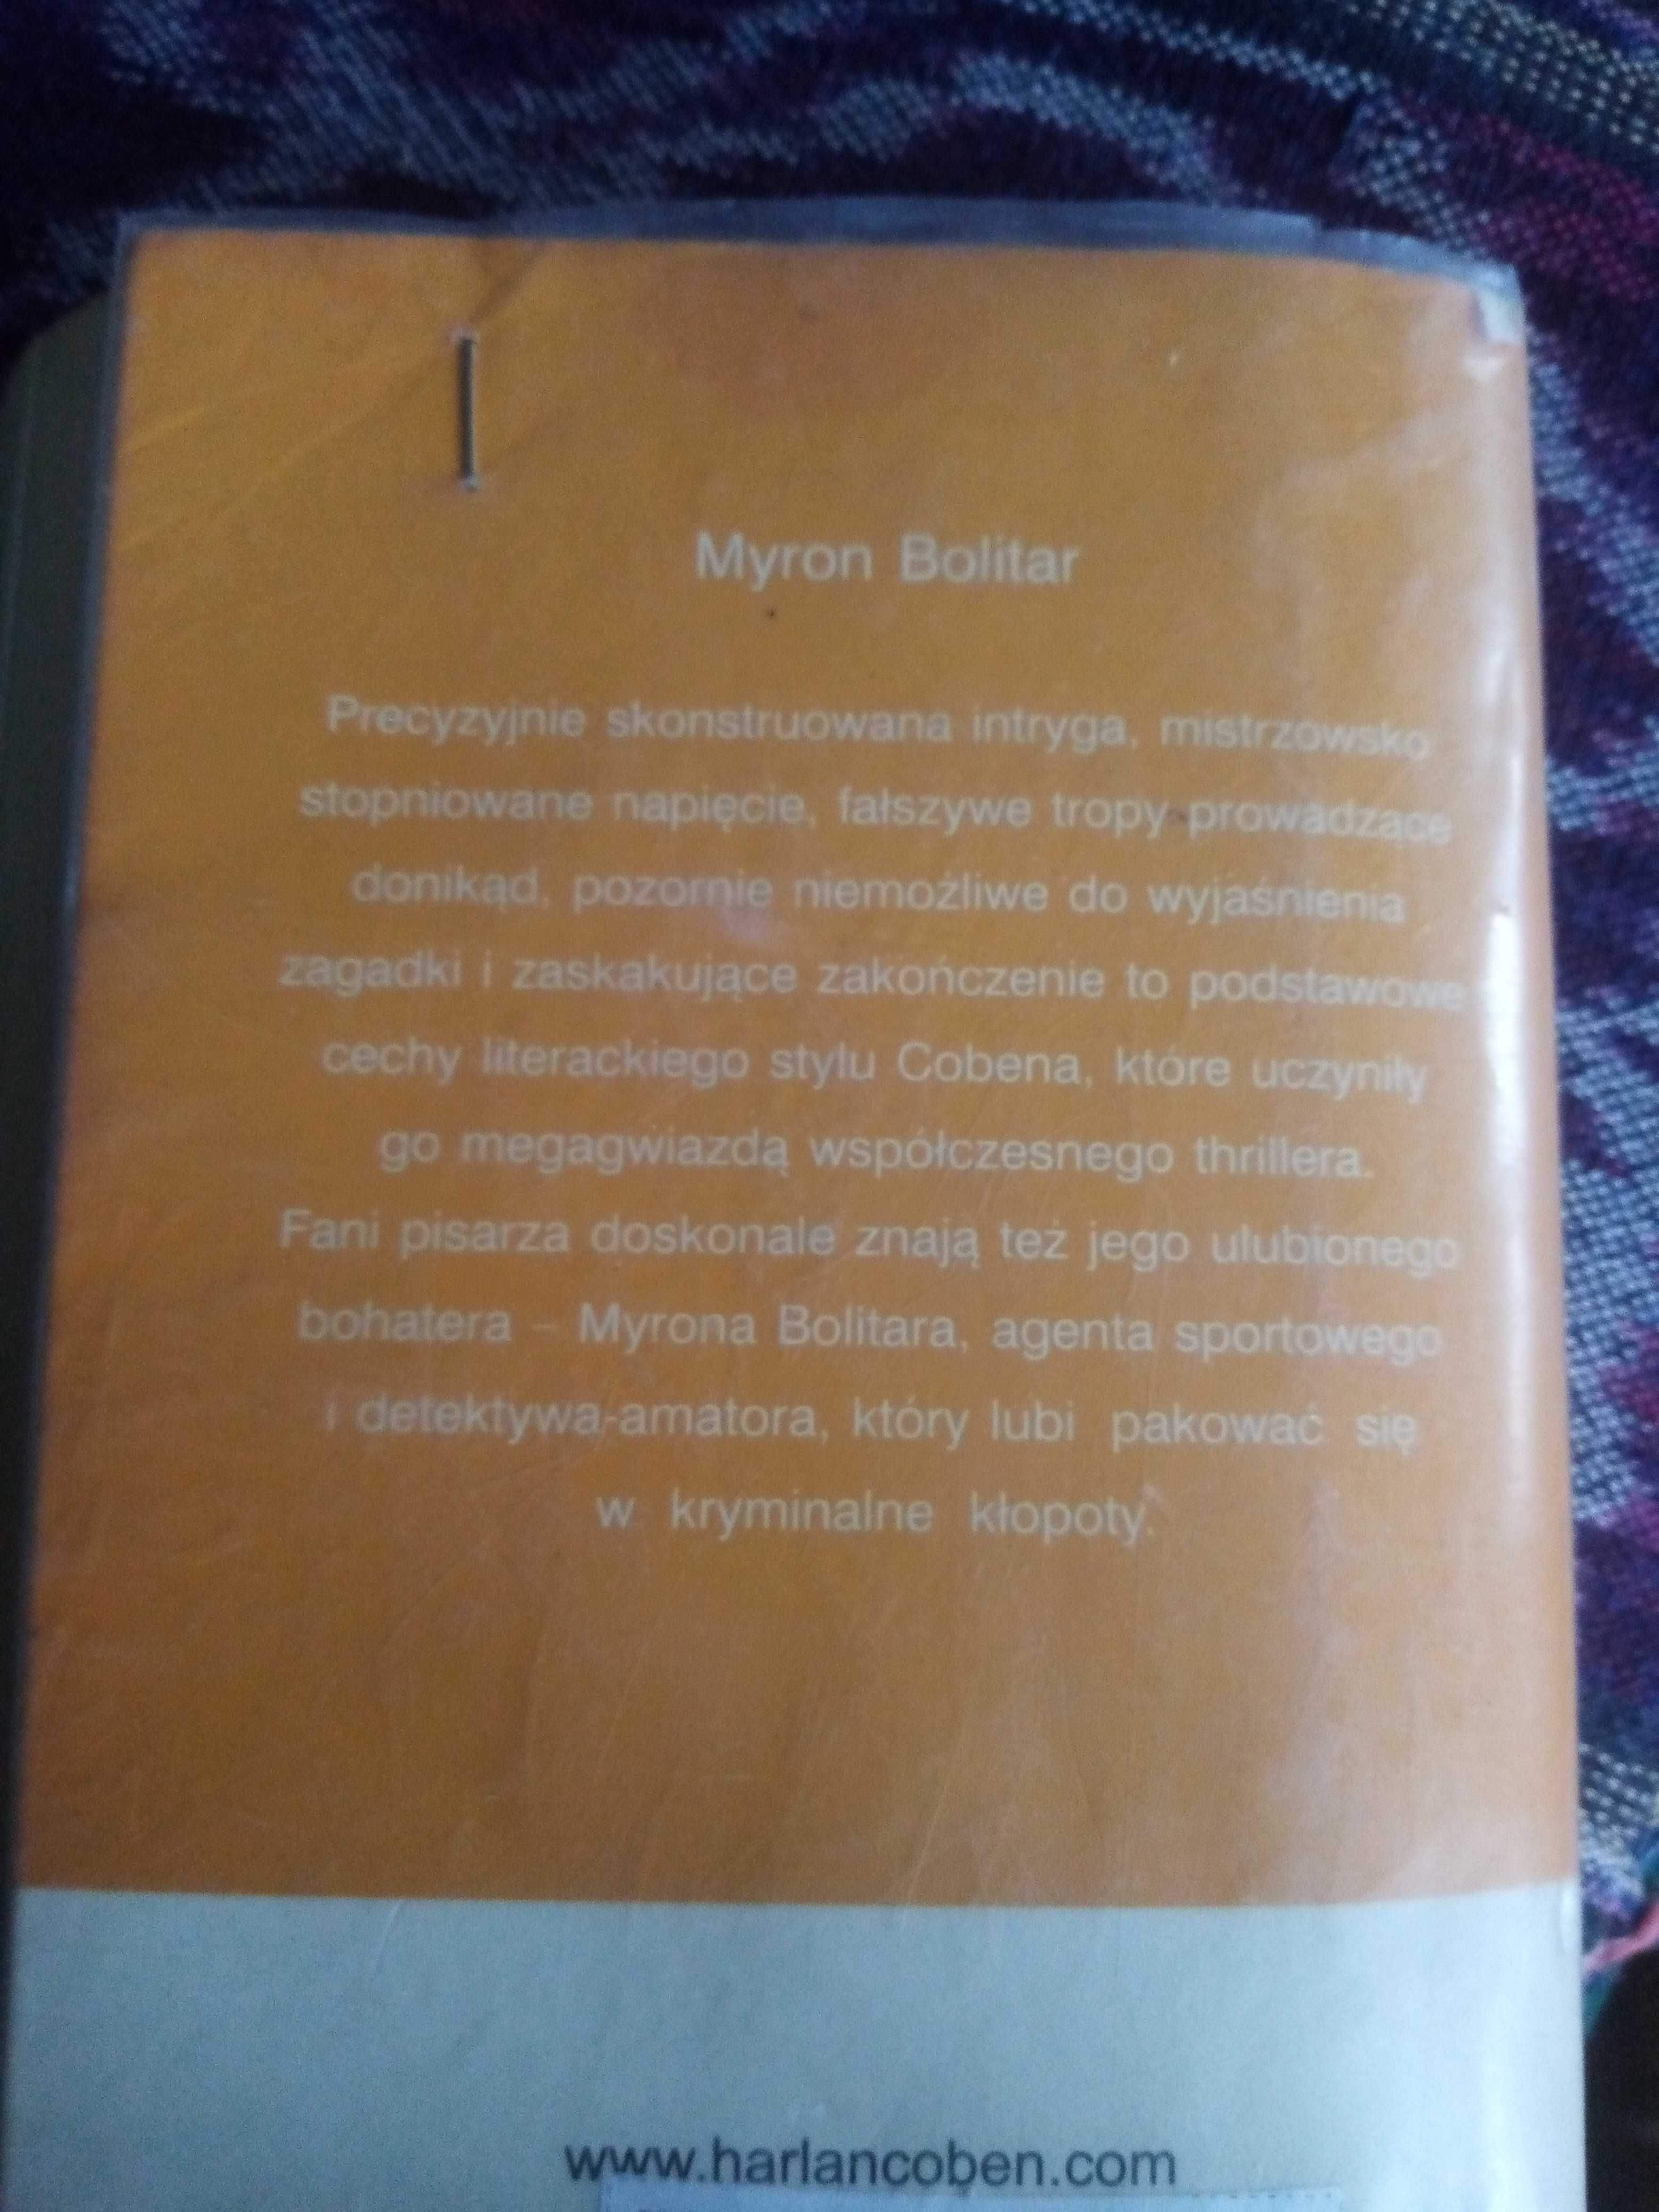 Myron Bolitar
Precyzyjnie skonstruowana intryga, mistrzowsko
stopniowane napięcie, fałszywe tropy prowadzące
donikąd, pozornie niemożliwe do wyjaśnienia
zagadki i zaskakujące zakończenie to podstawowe
cechy literackiego stylu Cobena, które uczyniły
go megagwiazdą współczesnego thrillera.
Fani pisarza doskonale znają też jego ulubionego
bohatera – Myrona Bolitara, agenta sportowego
i detektywa-amatora, który lubi pakować się
w kryminalne kłopoty.
www.harlancoben.com